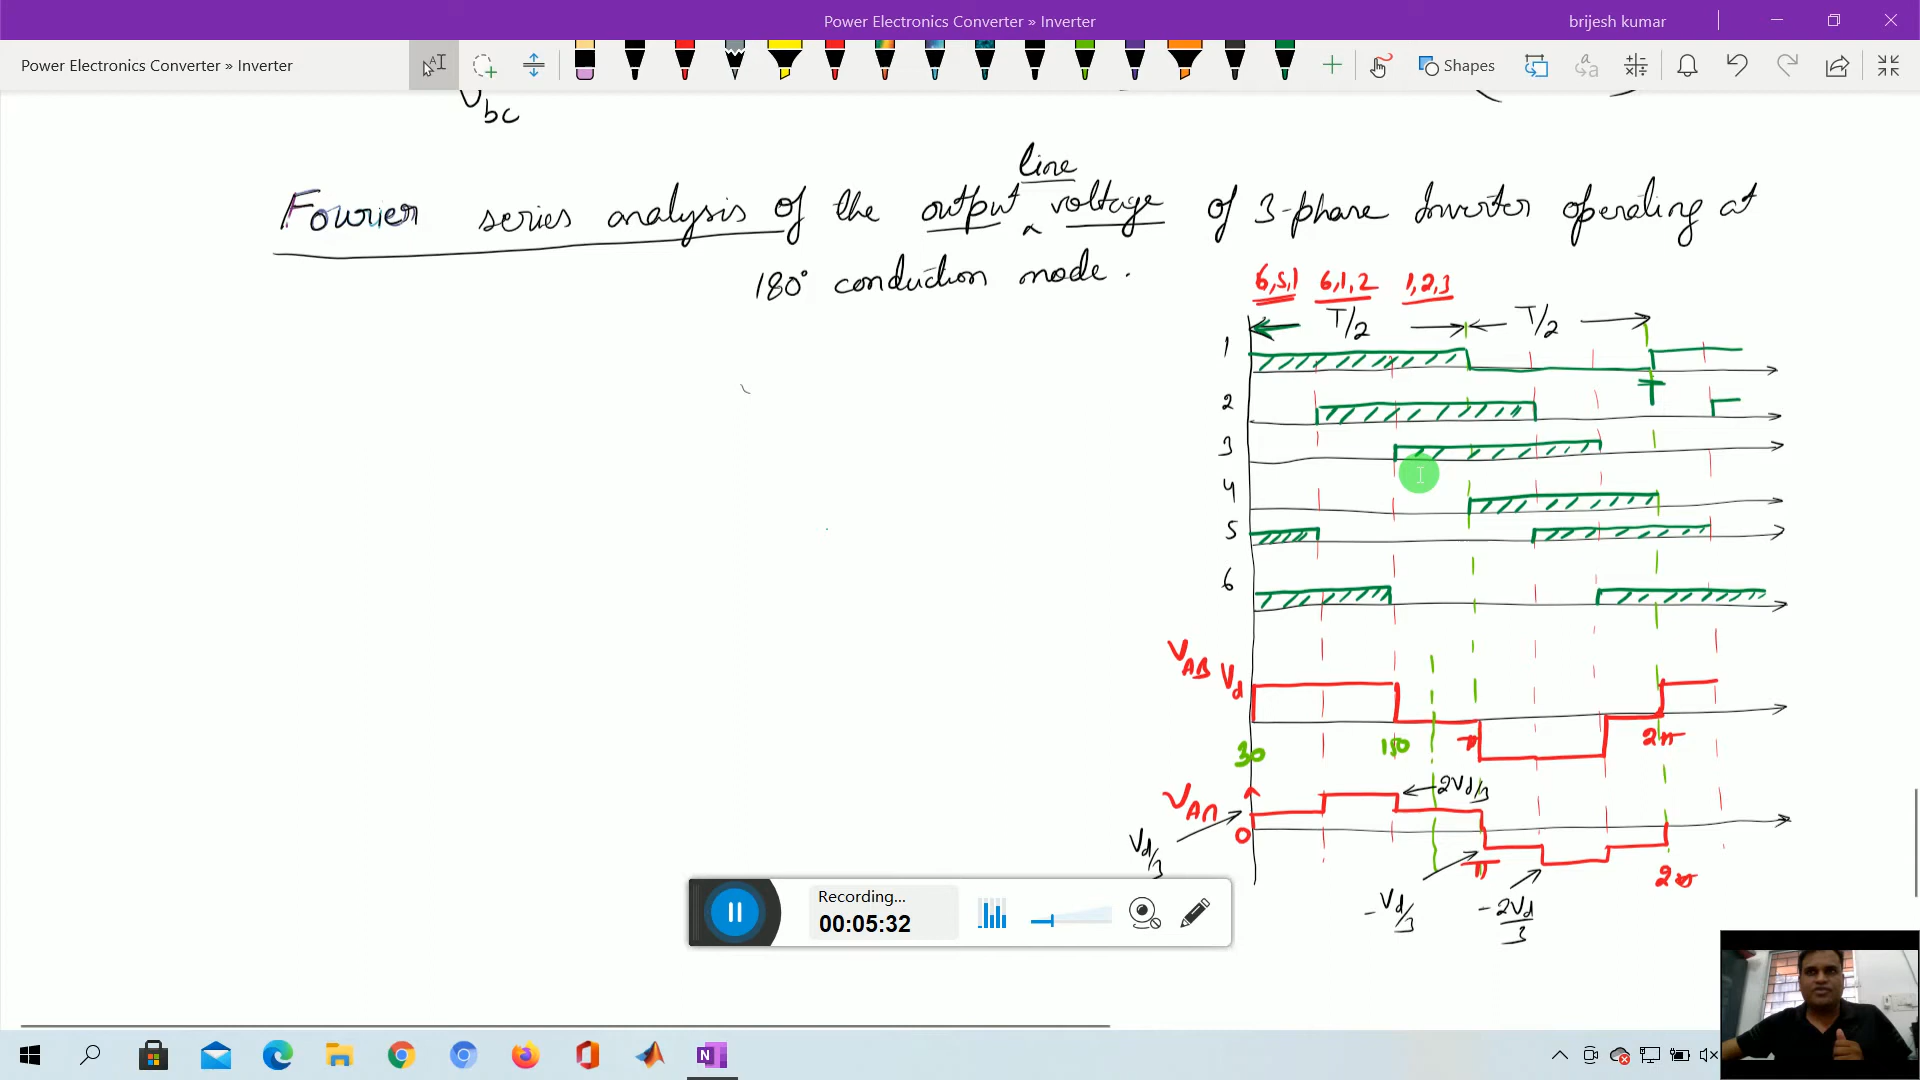 Power Electronics Converter » Inverter
brijesh kumar
Power Electronics Converter » Inverter
Shapes
Vbc
line
Fourier series analysis of the output ^ voltage of 3-phase Inverter operating at
180° conduction mode.
6,5,1 6,1,2 1,2,3
T/2 T/2
1
2
3
4
5
6
VAB Vd
30 150 π 2π
2Vd/3
VAn
0
Vd/3
π 2π
-Vd/3 -2Vd/3
Recording...
00:05:32